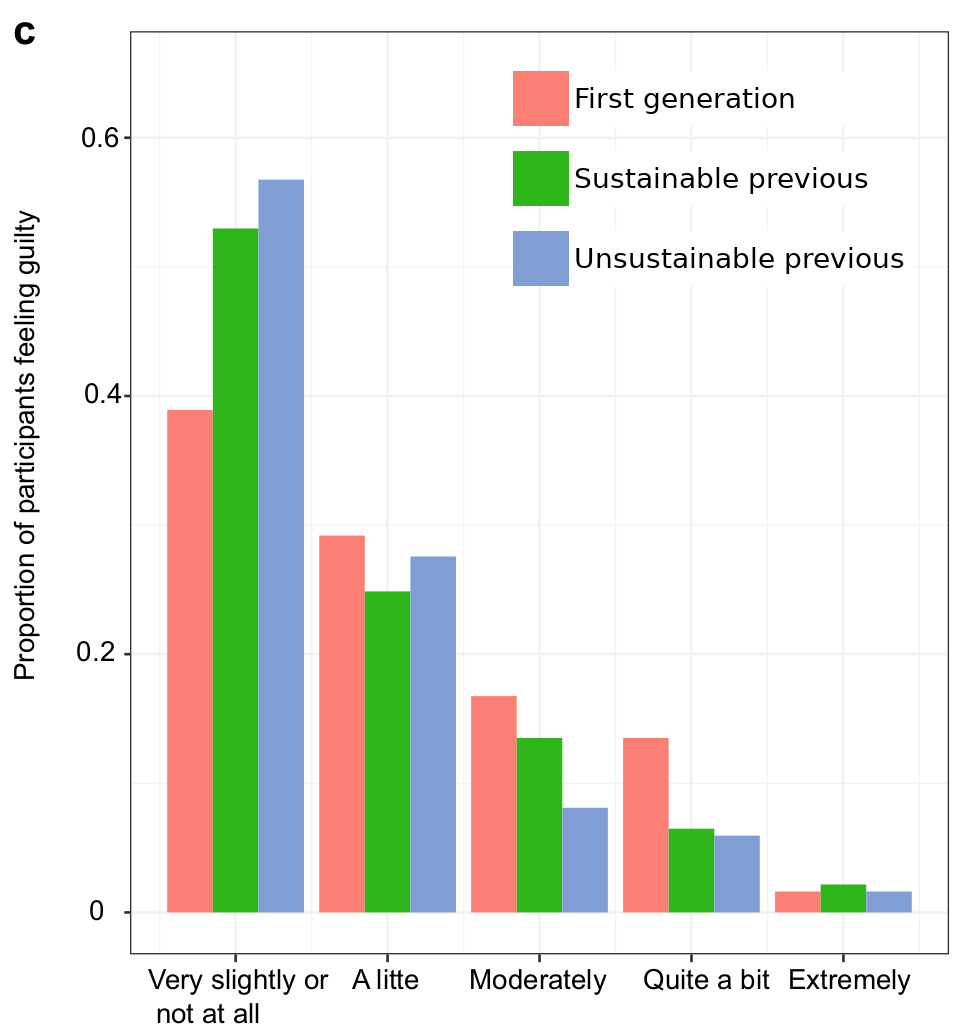 c
Proportion of participants feeling guilty
0.6
0.4
0.2
0
First generation
Sustainable previous
Unsustainable previous
Very slightly or
not at all
A litte
Moderately
Quite a bit
Extremely